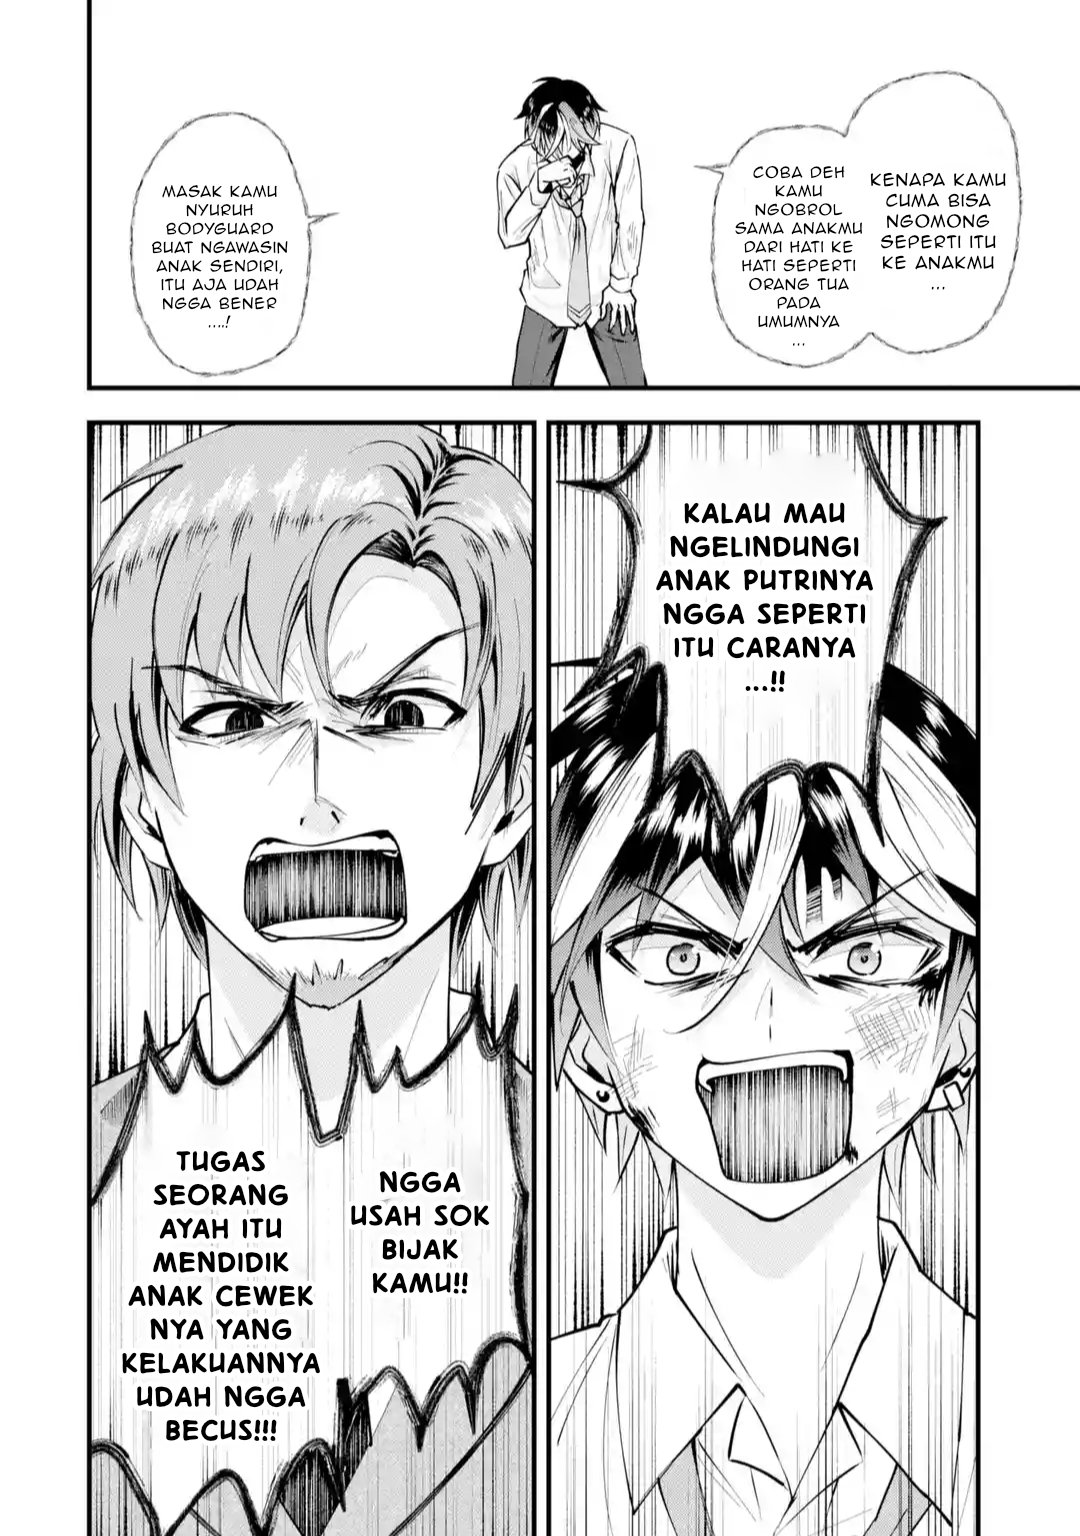 KENAPA KAMU
CUMA BISA
NGOMONG
SEPERTI ITU
KE ANAKMU
...
COBA DEH
KAMU
NGOBROL
SAMA ANAKMU
DARI HATI KE
HATI SEPERTI
ORANG TUA
PADA
UMUMNYA
...
MASAK KAMU
NYURUH
BODYGUARD
BUAT NGAWASIN
ANAK SENDIRI,
ITU AJA UDAH
NGGA BENER
....!
KALAU MAU
NGELINDUNGI
ANAK PUTRINYA
NGGA SEPERTI
ITU CARANYA
...!!
NGGA
USAH SOK
BIJAK
KAMU!!
TUGAS
SEORANG
AYAH ITU
MENDIDIK
ANAK CEWEK
NYA YANG
KELAKUANNYA
UDAH NGGA
BECUS!!!